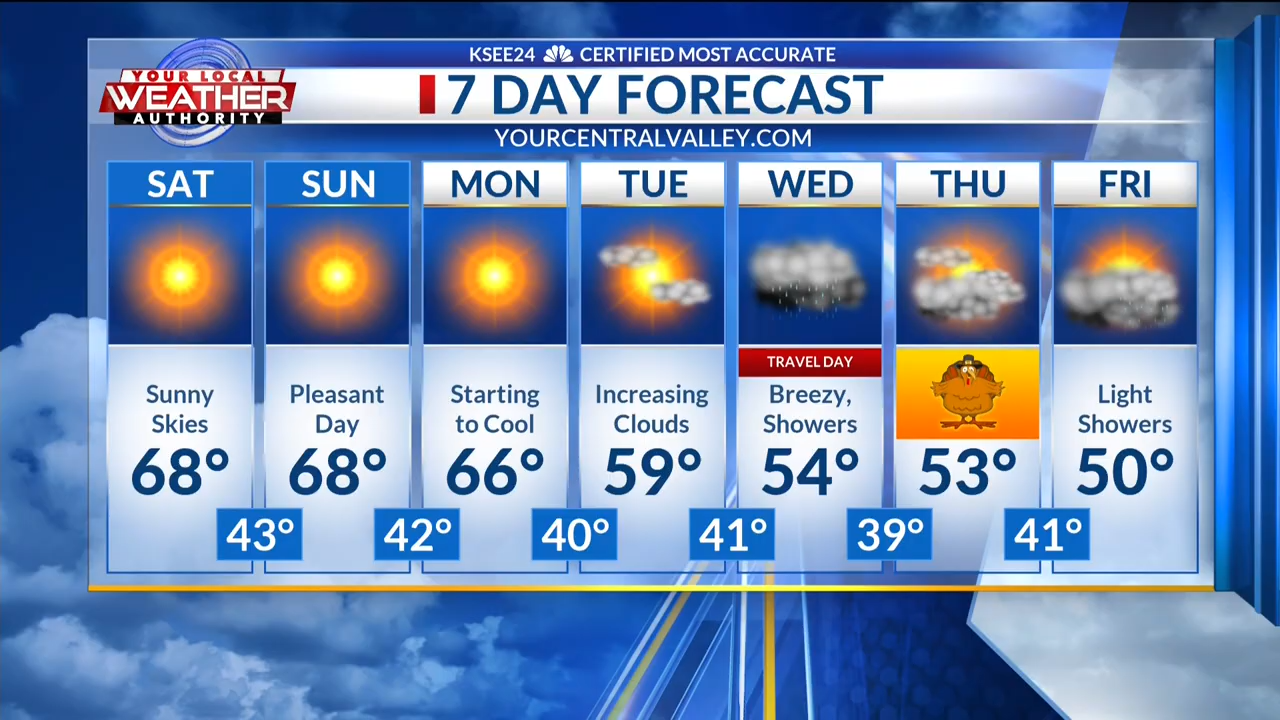 KSEE24 CERTIFIED MOST ACCURATE
YOUR LOCAL
WEATHER
AUTHORITY
7 DAY FORECAST
YOURCENTRALVALLEY.COM
SAT SUN MON TUE WED THU FRI
TRAVEL DAY
Sunny Pleasant Starting Increasing Breezy, Light
Skies Day to Cool Clouds Showers Showers
68° 68° 66° 59° 54° 53° 50°
43° 42° 40° 41° 39° 41°